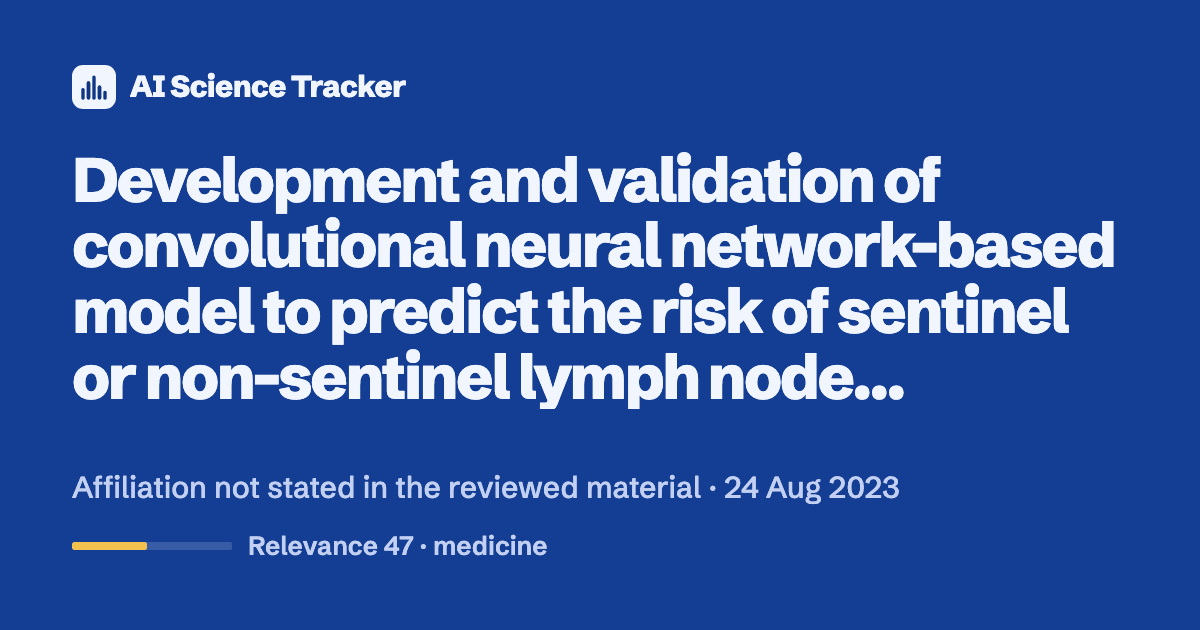 AI Science Tracker
Development and validation of
convolutional neural network-based
model to predict the risk of sentinel
or non-sentinel lymph node...
Affiliation not stated in the reviewed material · 24 Aug 2023
Relevance 47 · medicine